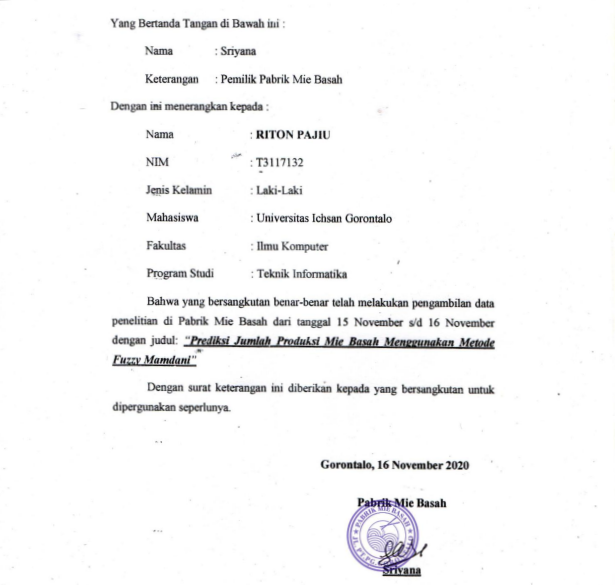 Yang Bertanda Tangan di Bawah ini :
Nama : Sriyana
Keterangan : Pemilik Pabrik Mie Basah
Dengan ini menerangkan kepada :
Nama : RITON PAJIU
NIM : T3117132
Jenis Kelamin : Laki-Laki
Mahasiswa : Universitas Ichsan Gorontalo
Fakultas : Ilmu Komputer
Program Studi : Teknik Informatika
Bahwa yang bersangkutan benar-benar telah melakukan pengambilan data
penelitian di Pabrik Mie Basah dari tanggal 15 November s/d 16 November
dengan judul: "Prediksi Jumlah Produksi Mie Basah Menggunakan Metode
Fuzzy Mamdani"
Dengan surat keterangan ini diberikan kepada yang bersangkutan untuk
dipergunakan seperlunya.
Gorontalo, 16 November 2020
Pabrik Mie Basah
PABRIK MIE BASAH
Sriyana